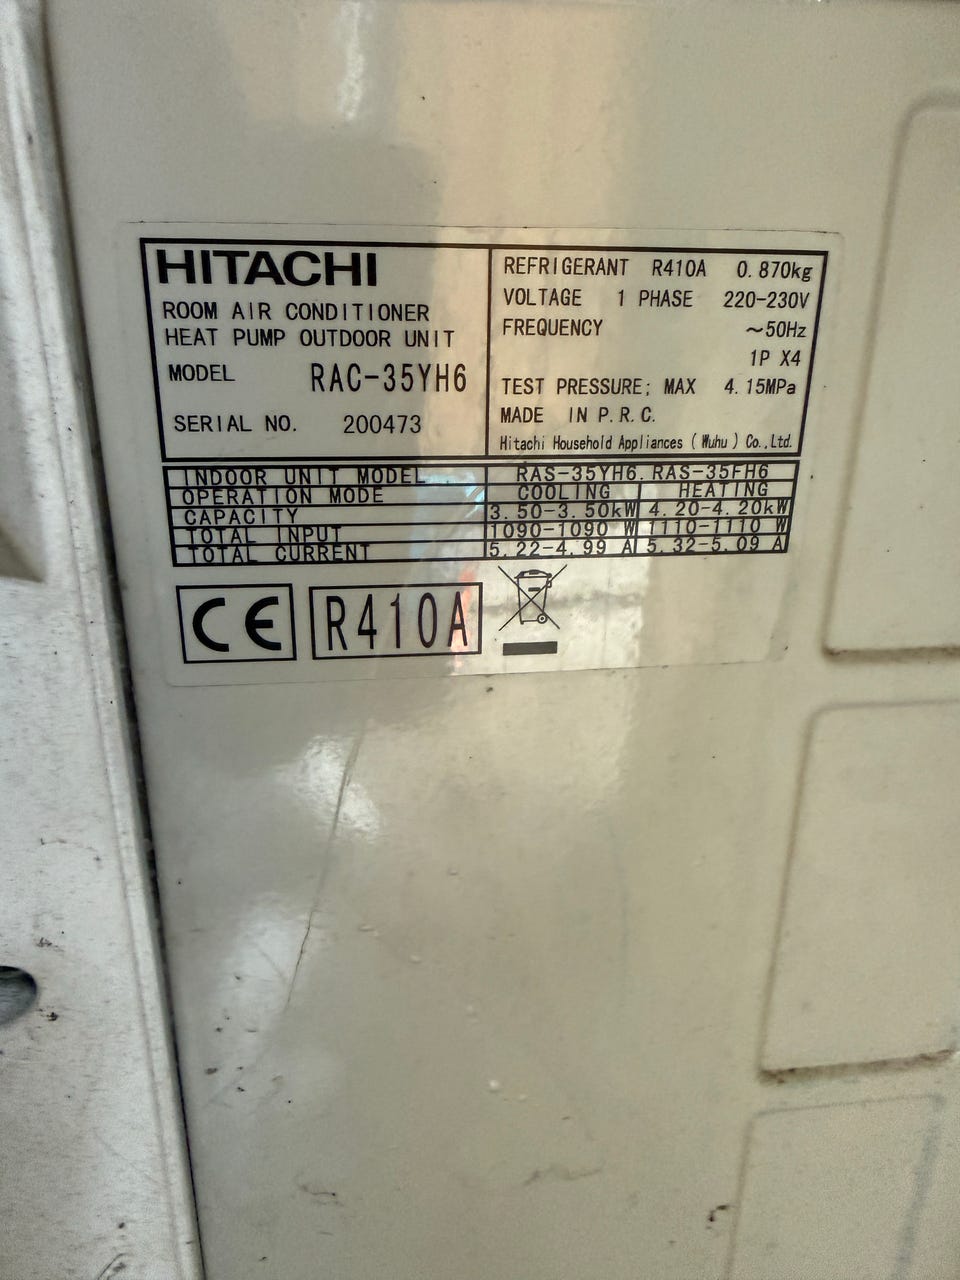 HITACHI
ROOM AIR CONDITIONER
HEAT PUMP OUTDOOR UNIT
MODEL RAC-35YH6
SERIAL NO. 200473
REFRIGERANT R410A 0.870kg
VOLTAGE 1 PHASE 220-230V
FREQUENCY ~50Hz
1P X4
TEST PRESSURE; MAX 4.15MPa
MADE IN P.R.C.
Hitachi Household Appliances (Wuhu) Co.,Ltd.
INDOOR UNIT MODEL RAS-35YH6. RAS-35FH6
OPERATION MODE COOLING HEATING
CAPACITY 3.50-3.50kW 4.20-4.20kW
TOTAL INPUT 1090-1090 W 1110-1110 W
TOTAL CURRENT 5.22-4.99 A 5.32-5.09 A
CE R410A